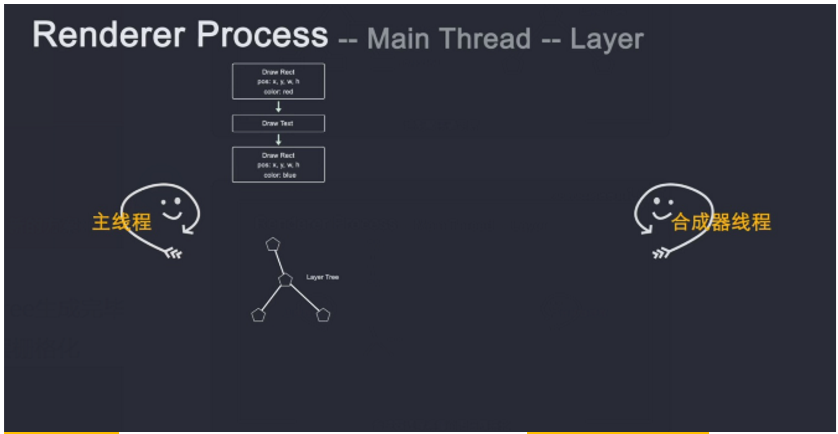 Renderer Process -- Main Thread -- Layer
Draw Rect
pos: x, y, w, h
color: red
Draw Text
Draw Rect
pos: x, y, w, h
color: blue
主线程
合成器线程
Layer Tree